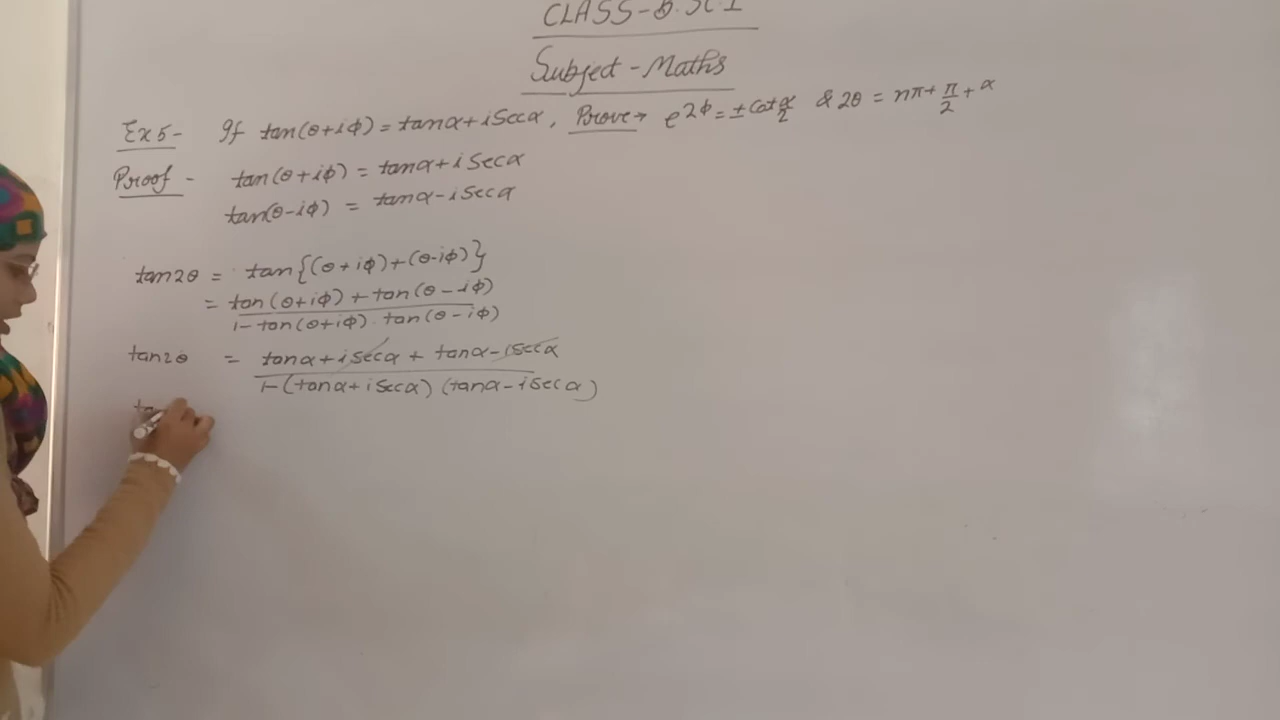 CLASS-B.SC.I
Subject - Maths
Ex 5 - If tan(θ+iφ) = tanα + i Secα, Prove → e^2φ = ± Cot α/2 & 2θ = nπ + π/2 + α
Proof - tan(θ+iφ) = tanα + i Secα
tan(θ-iφ) = tanα - i Secα
tan2θ = tan{(θ+iφ)+(θ-iφ)}
= tan(θ+iφ) + tan(θ-iφ)
1-tan(θ+iφ). tan(θ-iφ)
tan2θ = tanα + i secα + tanα - i secα
1-(tanα + i Secα) (tanα - i Secα)